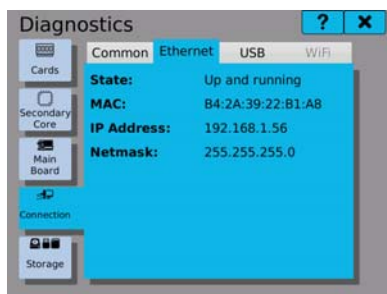 Diagnostics ? ×
Cards
Secondary
Core
Main
Board
Connection
Storage
Common Ethernet USB WiFi
State: Up and running
MAC: B4:2A:39:22:B1:A8
IP Address: 192.168.1.56
Netmask: 255.255.255.0